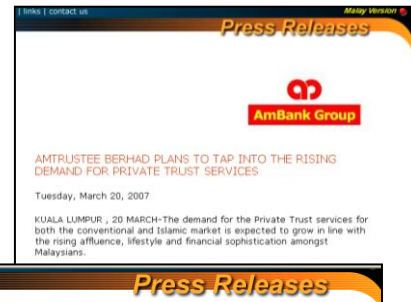 | links | contact us
Malay Version
Press Releases
AmBank Group
AMTRUSTEE BERHAD PLANS TO TAP INTO THE RISING
DEMAND FOR PRIVATE TRUST SERVICES
Tuesday, March 20, 2007
KUALA LUMPUR , 20 MARCH-The demand for the Private Trust services for
both the conventional and Islamic market is expected to grow in line with
the rising affluence, lifestyle and financial sophistication amongst
Malaysians.
Press Releases